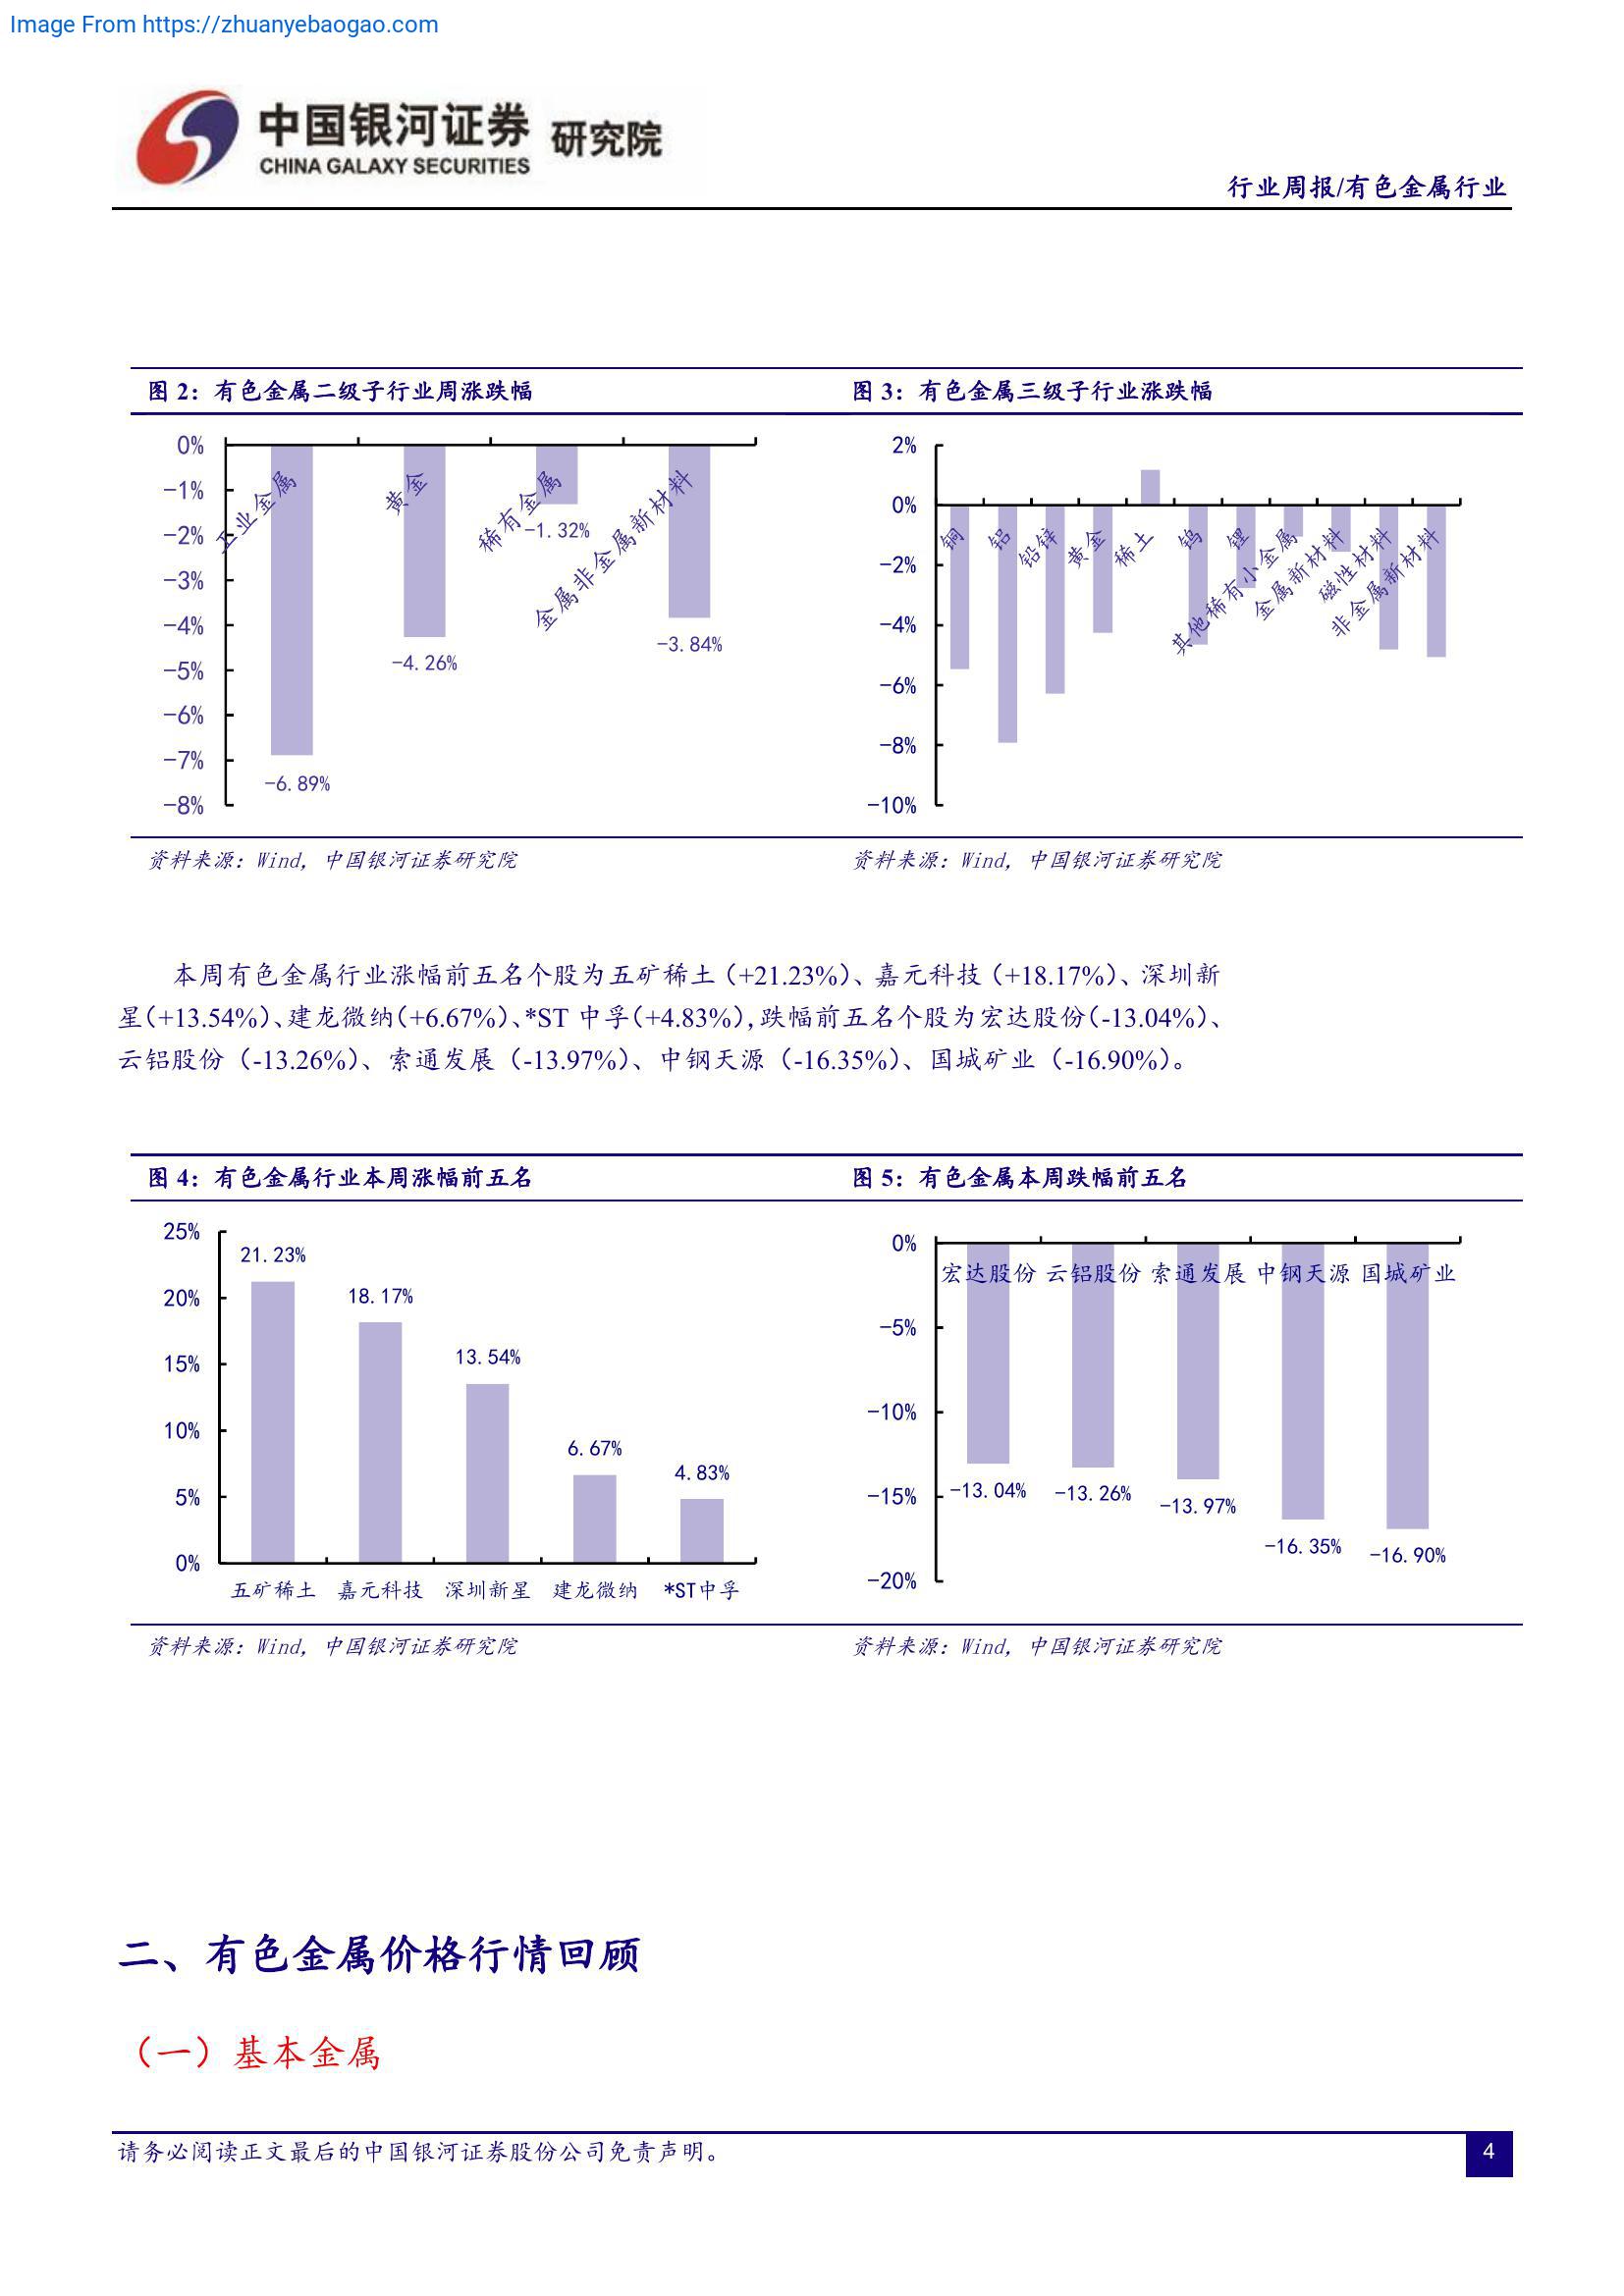 Image From https://zhuanyebaogao.com
中国银河证券 研究院
CHINA GALAXY SECURITIES
行业周报/有色金属行业
图 2：有色金属二级子行业周涨跌幅
0%
-1%
-2%
-3%
-4%
-5%
-6%
-7%
-8%
工业金属
黄金
稀有金属
金属非金属新材料
-6.89%
-4.26%
-1.32%
-3.84%
资料来源：Wind，中国银河证券研究院
图 3：有色金属三级子行业涨跌幅
2%
0%
-2%
-4%
-6%
-8%
-10%
铜
铝
铅锌
黄金
稀土
钨
锂
其他稀有小金属
金属新材料
磁性材料
非金属新材料
资料来源：Wind，中国银河证券研究院
本周有色金属行业涨幅前五名个股为五矿稀土（+21.23%）、嘉元科技（+18.17%）、深圳新
星（+13.54%）、建龙微纳（+6.67%）、*ST 中孚（+4.83%），跌幅前五名个股为宏达股份（-13.04%）、
云铝股份（-13.26%）、索通发展（-13.97%）、中钢天源（-16.35%）、国城矿业（-16.90%）。
图 4：有色金属行业本周涨幅前五名
25%
20%
15%
10%
5%
0%
21.23%
18.17%
13.54%
6.67%
4.83%
五矿稀土 嘉元科技 深圳新星 建龙微纳 *ST中孚
资料来源：Wind，中国银河证券研究院
图 5：有色金属本周跌幅前五名
0%
-5%
-10%
-15%
-20%
宏达股份 云铝股份 索通发展 中钢天源 国城矿业
-13.04%
-13.26%
-13.97%
-16.35%
-16.90%
资料来源：Wind，中国银河证券研究院
二、有色金属价格行情回顾
（一）基本金属
请务必阅读正文最后的中国银河证券股份公司免责声明。
4